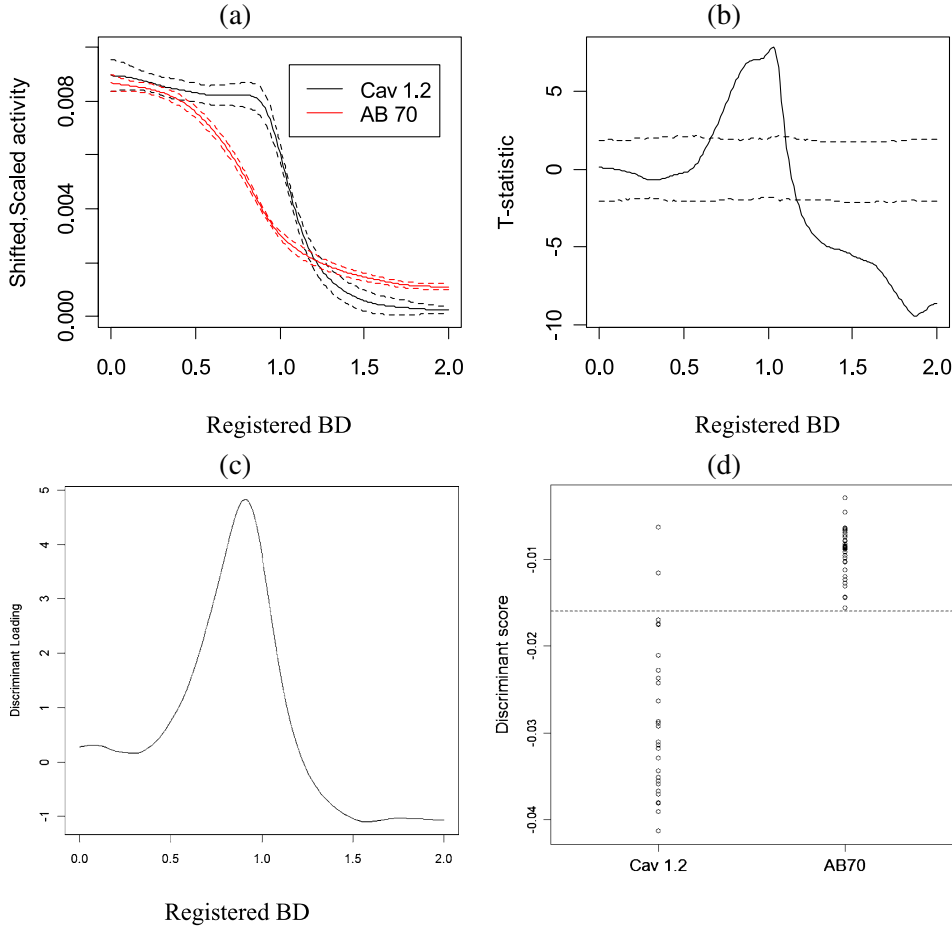 (a)
Shifted,Scaled activity
0.008
0.004
0.000
Cav 1.2
AB 70
0.0 0.5 1.0 1.5 2.0
Registered BD
(b)
T-statistic
5
0
-5
-10
0.0 0.5 1.0 1.5 2.0
Registered BD
(c)
Discriminant Loading
5
4
3
2
1
0
-1
0.0 0.5 1.0 1.5 2.0
Registered BD
(d)
Discriminant score
-0.01
-0.02
-0.03
-0.04
Cav 1.2 AB70